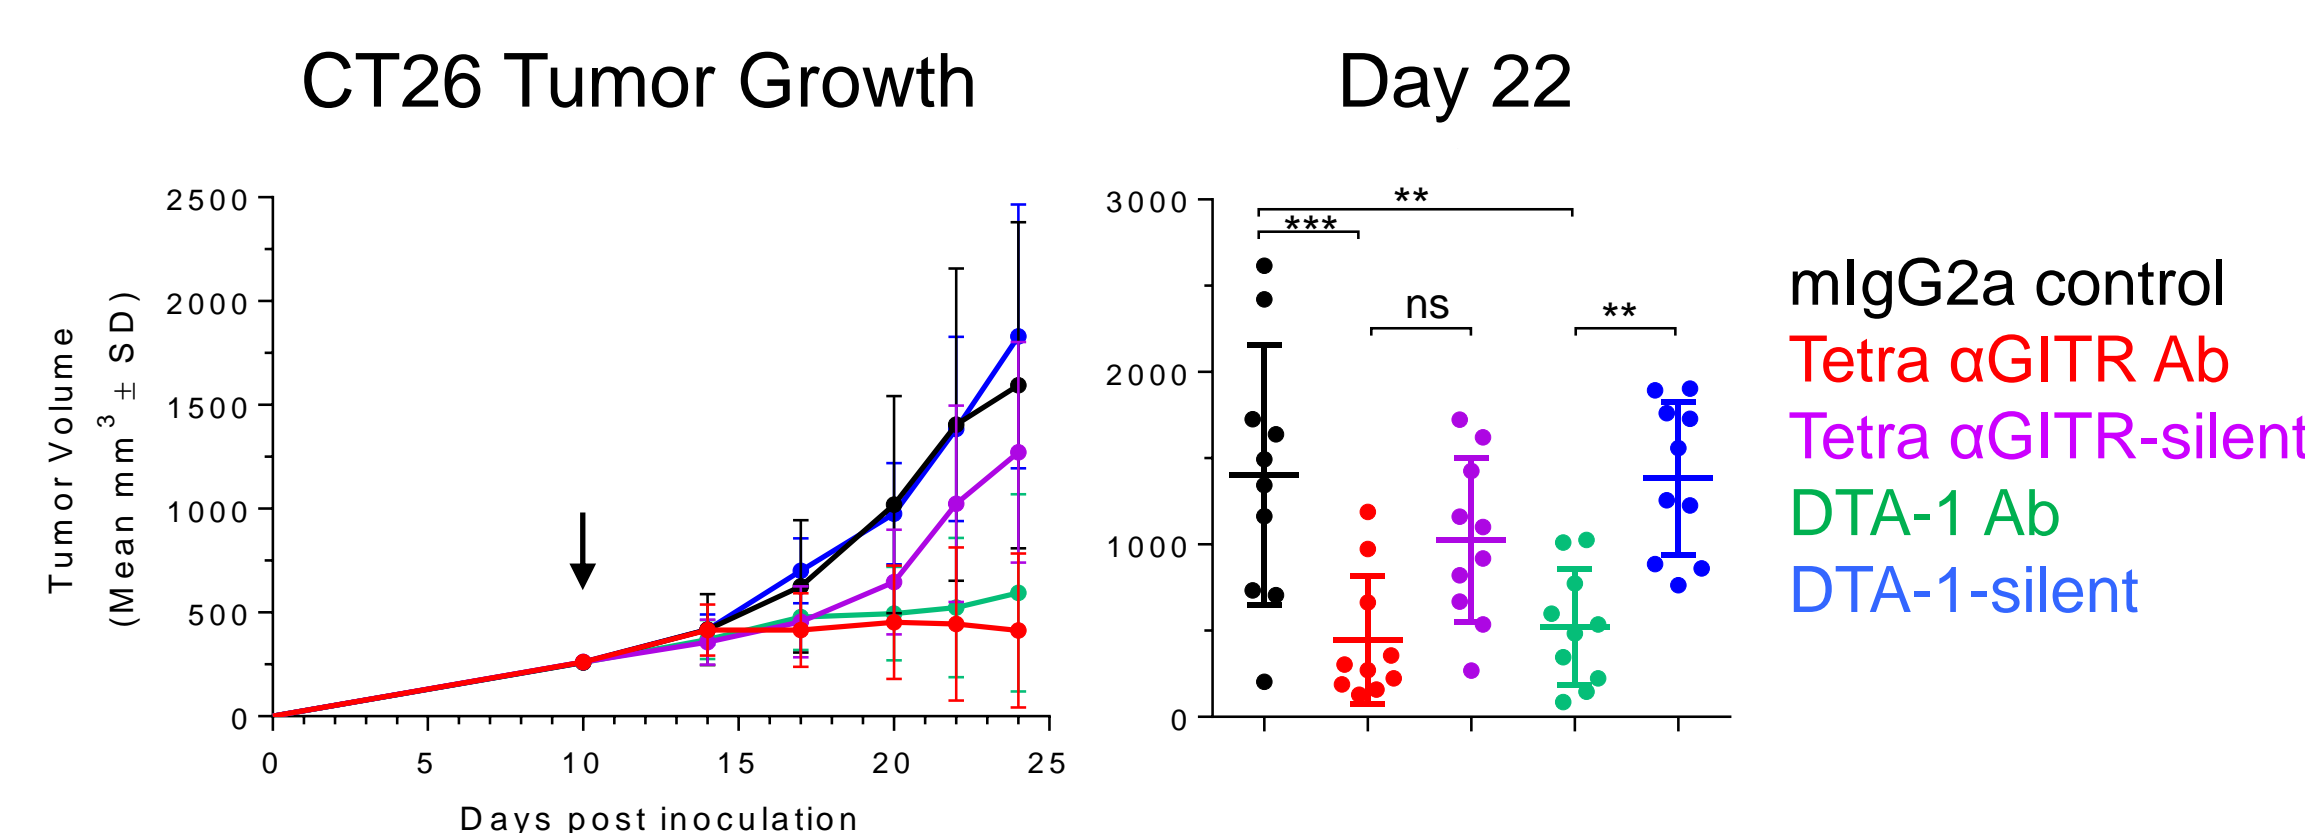 CT26 Tumor Growth
Tumor Volume
(Mean mm³ ± SD)
2500
2000
1500
1000
500
0
0 5 10 15 20 25
Days post inoculation
Day 22
3000
2000
1000
0
**
***
ns
**
mIgG2a control
Tetra αGITR Ab
Tetra αGITR-silent
DTA-1 Ab
DTA-1-silent